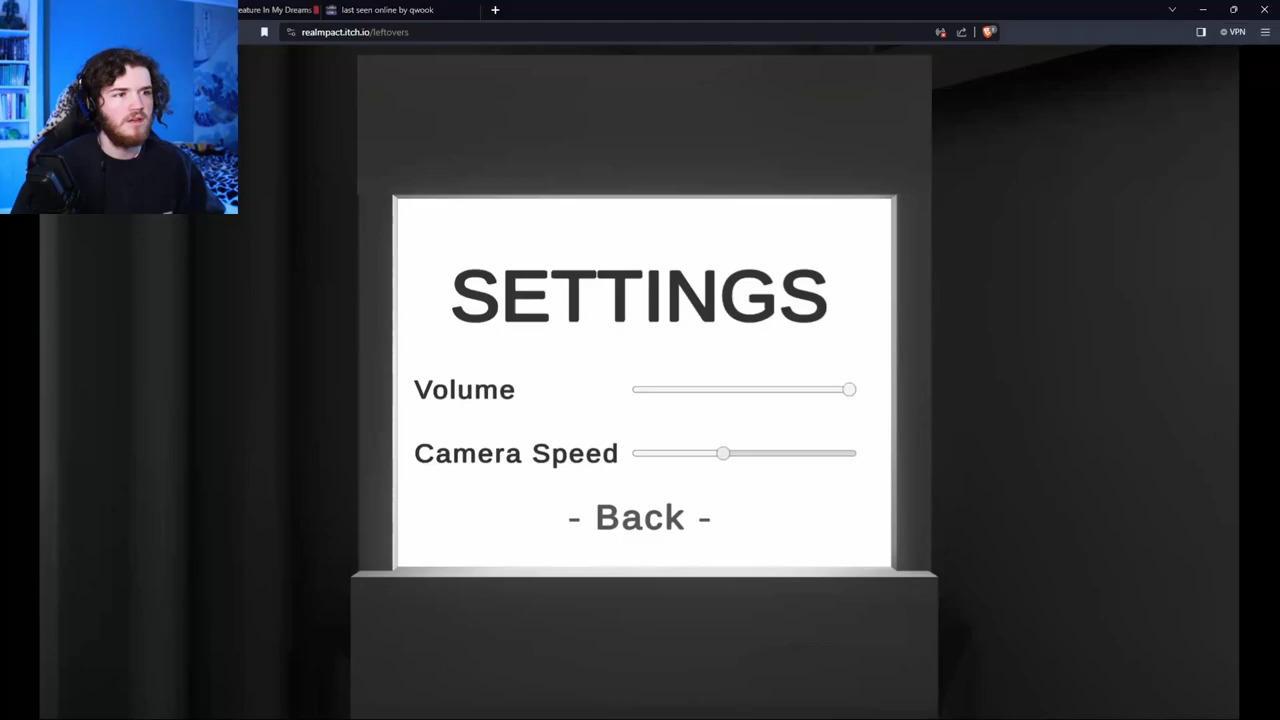 eature In My Dreams
last seen online by qwook
realmpact.itch.io/leftovers
VPN
SETTINGS
Volume
Camera Speed
- Back -